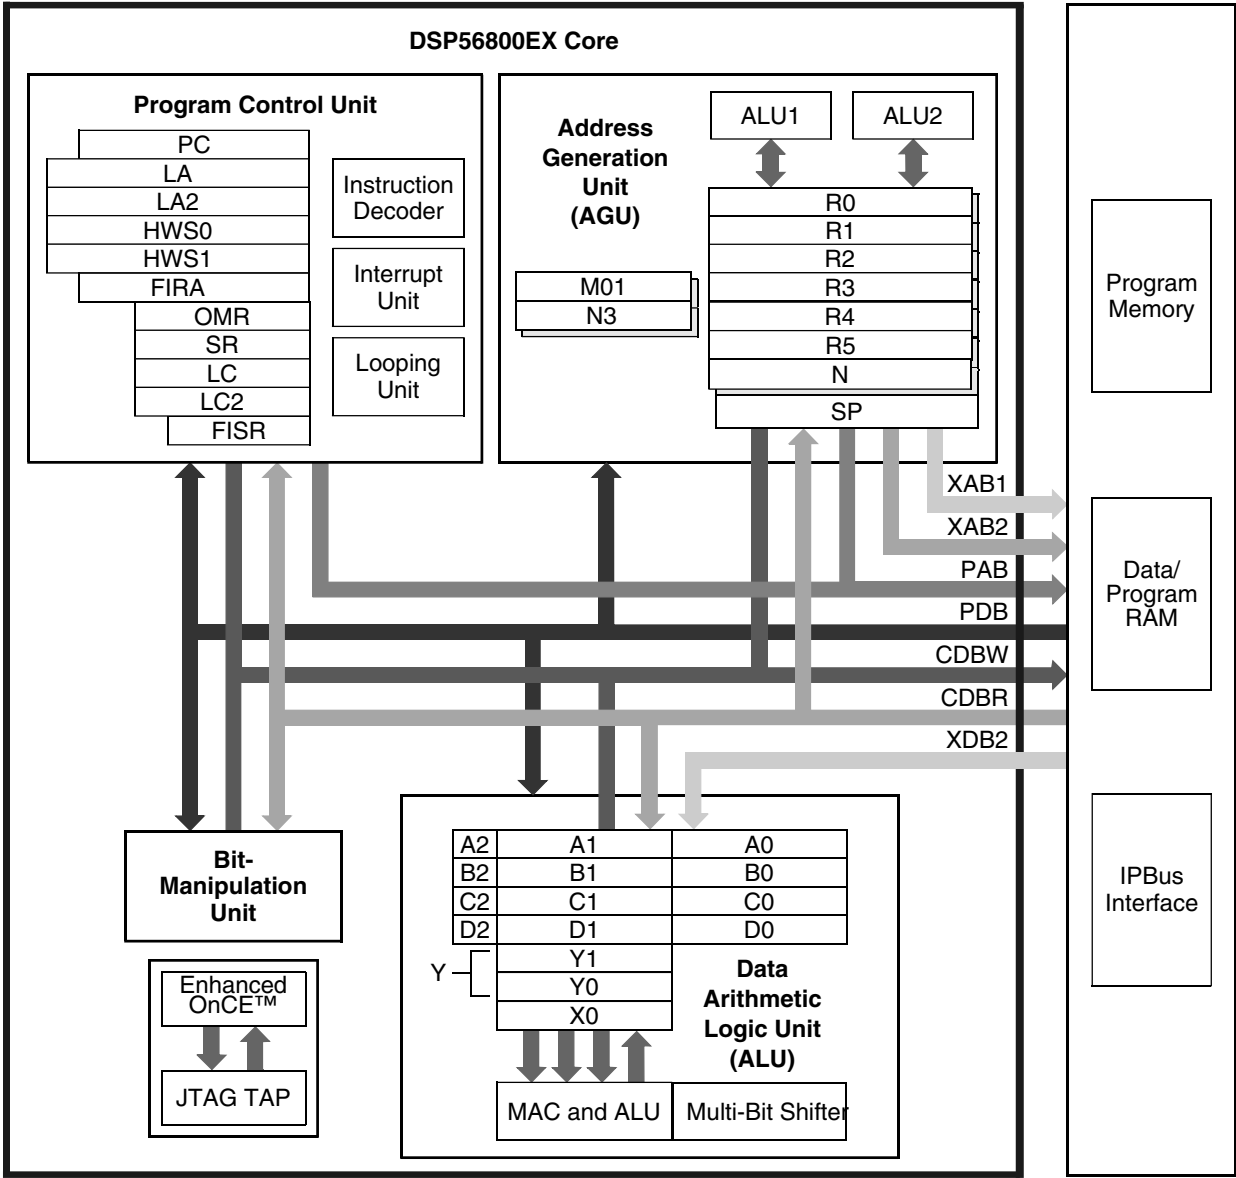 DSP56800EX Core
Program Control Unit
PC
LA
LA2
HWS0
HWS1
FIRA
OMR
SR
LC
LC2
FISR
Instruction
Decoder
Interrupt
Unit
Looping
Unit
Address
Generation
Unit
(AGU)
ALU1
ALU2
R0
R1
R2
R3
R4
R5
N
SP
M01
N3
XAB1
XAB2
PAB
PDB
CDBW
CDBR
XDB2
Program
Memory
Data/
Program
RAM
IPBus
Interface
Bit-
Manipulation
Unit
Enhanced
OnCE™
JTAG TAP
A2 A1 A0
B2 B1 B0
C2 C1 C0
D2 D1 D0
Y
Y1
Y0
X0
Data
Arithmetic
Logic Unit
(ALU)
MAC and ALU
Multi-Bit Shifter